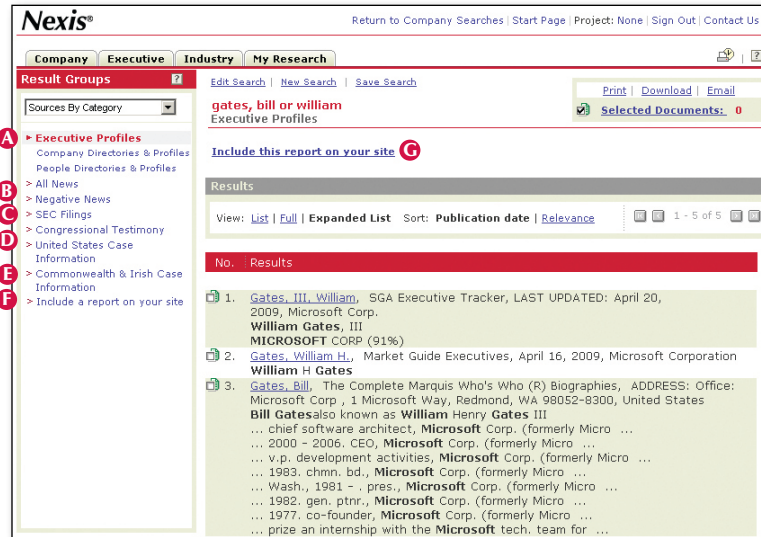 Nexis®
Return to Company Searches | Start Page | Project: None | Sign Out | Contact Us
Company
Executive
Industry
My Research
Result Groups
?
Sources By Category
A
Executive Profiles
Company Directories & Profiles
People Directories & Profiles
> All News
B
> Negative News
C
> SEC Filings
> Congressional Testimony
D
> United States Case
Information
E
> Commonwealth & Irish Case
Information
F
> Include a report on your site
Edit Search | New Search | Save Search
gates, bill or william
Executive Profiles
Print | Download | Email
Selected Documents: 0
Include this report on your site
G
Results
View: List | Full | Expanded List Sort: Publication date | Relevance
1 - 5 of 5
No. Results
1. Gates, III, William, SGA Executive Tracker, LAST UPDATED: April 20,
2009, Microsoft Corp.
William Gates, III
MICROSOFT CORP (91%)
2. Gates, William H., Market Guide Executives, April 16, 2009, Microsoft Corporation
William H Gates
3. Gates, Bill, The Complete Marquis Who's Who (R) Biographies, ADDRESS: Office:
Microsoft Corp , 1 Microsoft Way, Redmond, WA 98052-8300, United States
Bill Gatesalso known as William Henry Gates III
... chief software architect, Microsoft Corp. (formerly Micro ...
... 2000 - 2006. CEO, Microsoft Corp. (formerly Micro ...
... v.p. development activities, Microsoft Corp. (formerly Micro ...
... 1983. chmn. bd., Microsoft Corp. (formerly Micro ...
... Wash., 1981 - . pres., Microsoft Corp. (formerly Micro ...
... 1982. gen. ptnr., Microsoft Corp. (formerly Micro ...
... 1977. co-founder, Microsoft Corp. (formerly Micro ...
... prize an internship with the Microsoft tech. team for ...